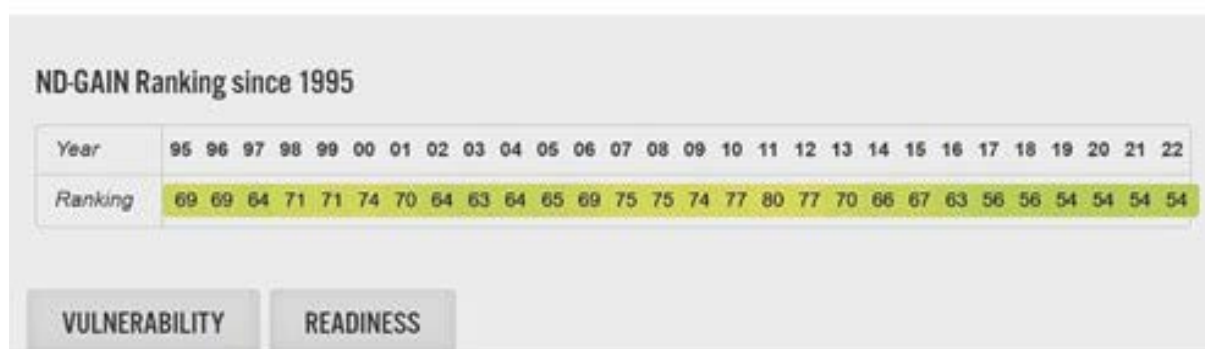 ND-GAIN Ranking since 1995
Year 95 96 97 98 99 00 01 02 03 04 05 06 07 08 09 10 11 12 13 14 15 16 17 18 19 20 21 22
Ranking 69 69 64 71 71 74 70 64 63 64 65 69 75 75 74 77 80 77 70 66 67 63 56 56 54 54 54 54
VULNERABILITY READINESS